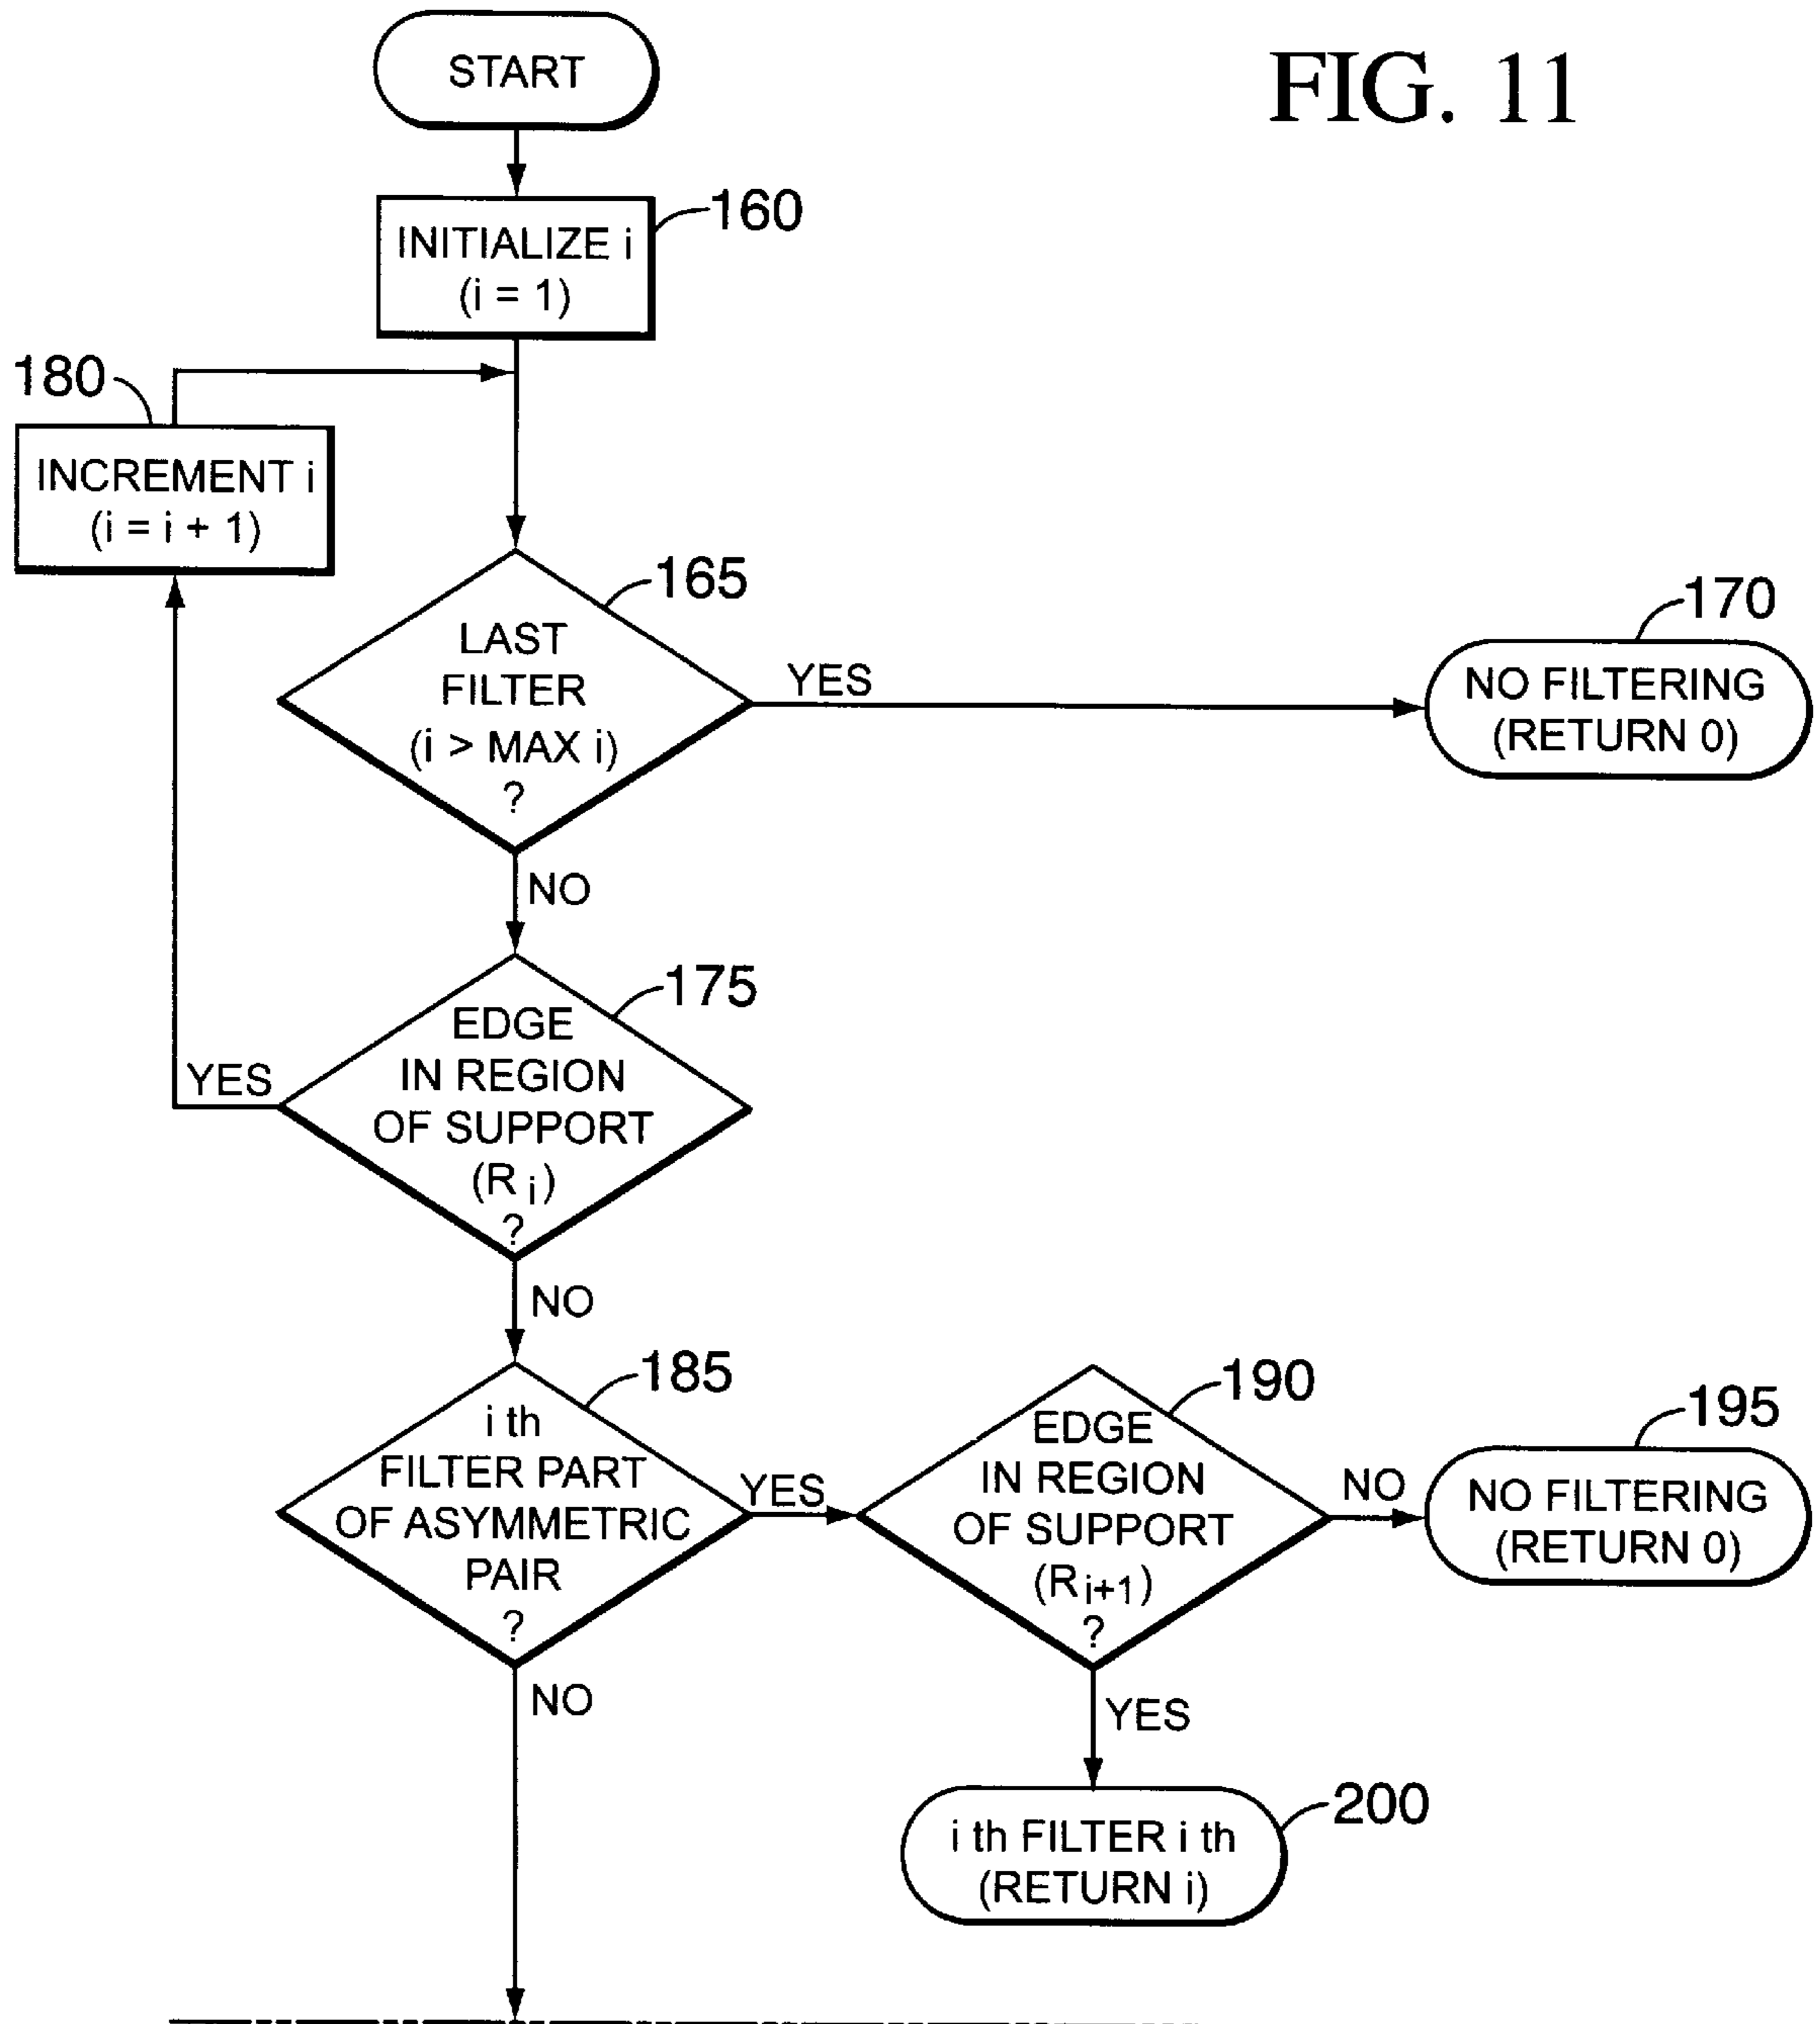 START
FIG. 11
160
INITIALIZE i
(i = 1)
180
INCREMENT i
(i = i + 1)
165
LAST
FILTER
(i > MAX i)
?
YES
170
NO FILTERING
(RETURN 0)
NO
175
EDGE
IN REGION
OF SUPPORT
(R i)
?
YES
NO
185
i th
FILTER PART
OF ASYMMETRIC
PAIR
?
YES
190
EDGE
IN REGION
OF SUPPORT
(R i+1)
?
NO
195
NO FILTERING
(RETURN 0)
NO
YES
200
i th FILTER i th
(RETURN i)